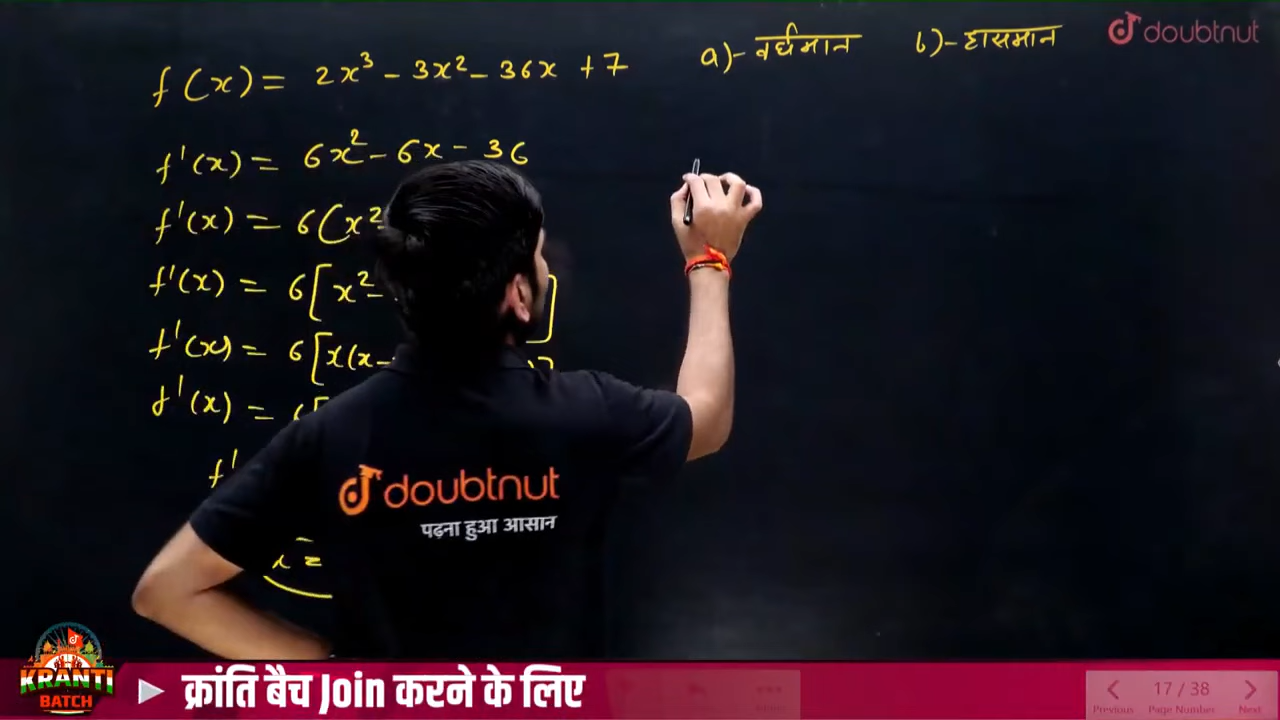 f(x) = 2x³ - 3x² - 36x + 7 a)- वर्धमान b)- हासमान
doubtnut
f'(x) = 6x² - 6x - 36
f'(x) = 6(x²
f'(x) = 6[x² - ]
f'(x) = 6[x(x-
f'(x) = 6[
f'
x =
doubtnut
पढ़ना हुआ आसान
KRANTI
BATCH
क्रांति बैच Join करने के लिए
17 / 38
Previous Page Number Next